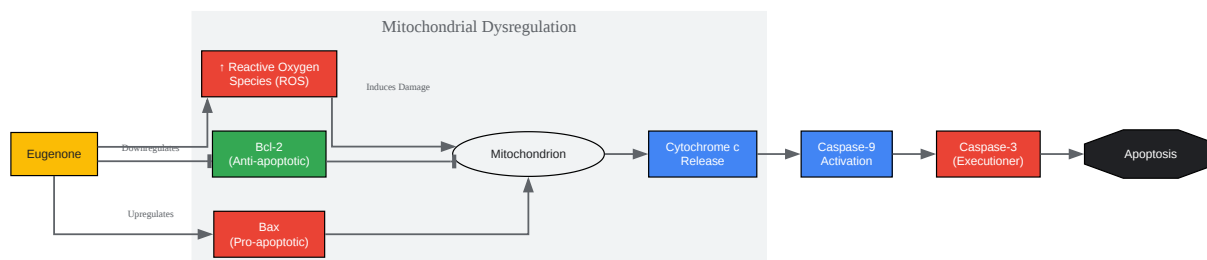 Mitochondrial Dysregulation
↑ Reactive Oxygen
Species (ROS)
Induces Damage
Eugenone
Downregulates
Bcl-2
(Anti-apoptotic)
Mitochondrion
Cytochrome c
Release
Caspase-9
Activation
Caspase-3
(Executioner)
Apoptosis
Upregulates
Bax
(Pro-apoptotic)